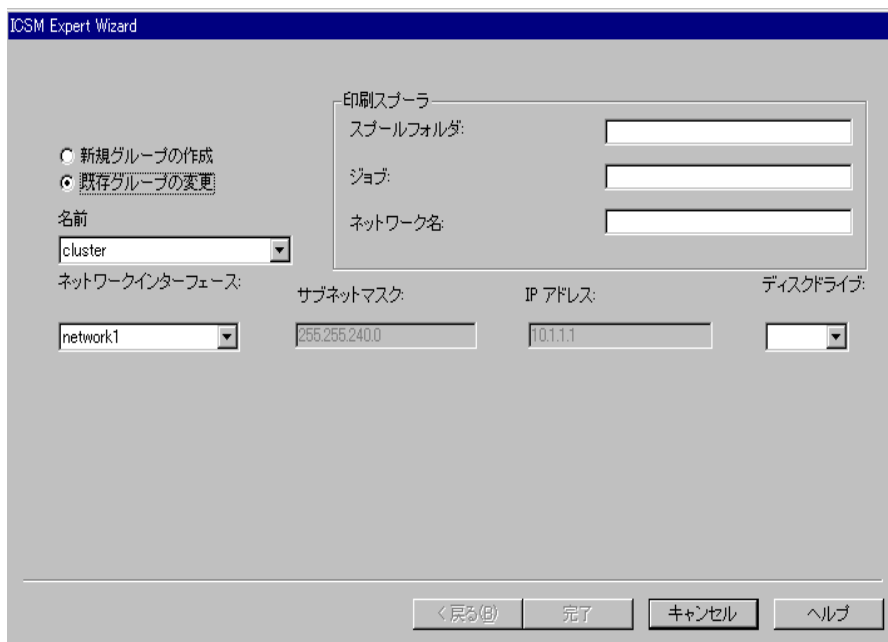 ICSM Expert Wizard
印刷スプーラ
スプールフォルダ:
新規グループの作成
既存グループの変更
ジョブ:
名前
ネットワーク名:
cluster
ネットワークインターフェース:
サブネットマスク:
IP アドレス:
ディスクドライブ:
network1
255.255.240.0
10.1.1.1
< 戻る(B)
完了
キャンセル
ヘルプ